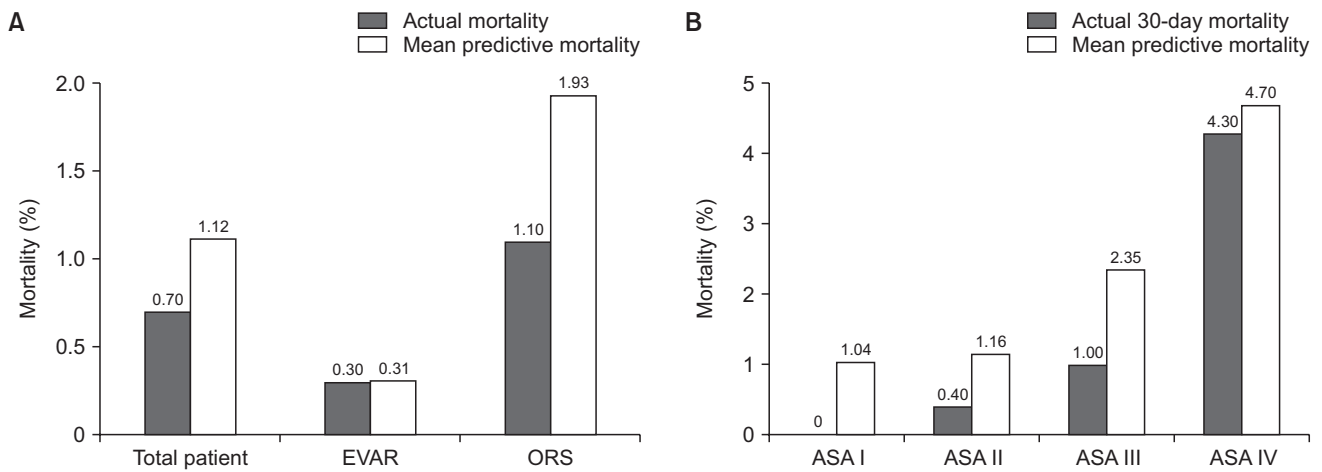 A
Actual mortality
Mean predictive mortality
Mortality (%)
2.0
1.5
1.0
0.5
0
0.70
1.12
0.30
0.31
1.10
1.93
Total patient
EVAR
ORS
B
Actual 30-day mortality
Mean predictive mortality
Mortality (%)
5
4
3
2
1
0
0
1.04
0.40
1.16
1.00
2.35
4.30
4.70
ASA I
ASA II
ASA III
ASA IV